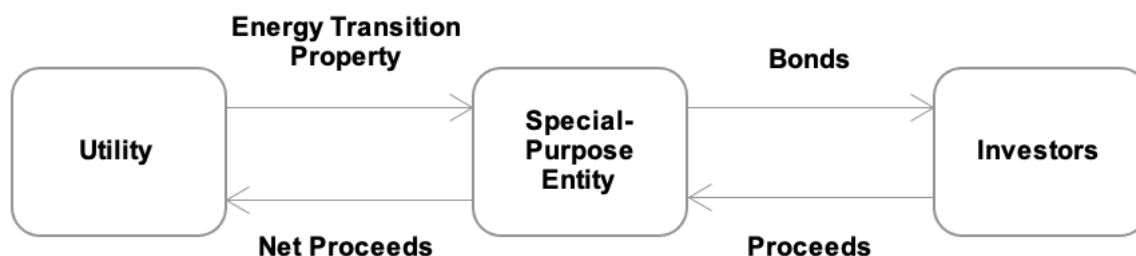 Energy Transition
Property
Bonds
Utility
Special-
Purpose
Entity
Investors
Net Proceeds
Proceeds